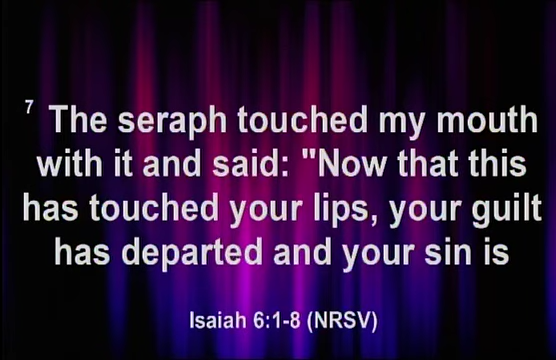 7 The seraph touched my mouth
with it and said: "Now that this
has touched your lips, your guilt
has departed and your sin is
Isaiah 6:1-8 (NRSV)